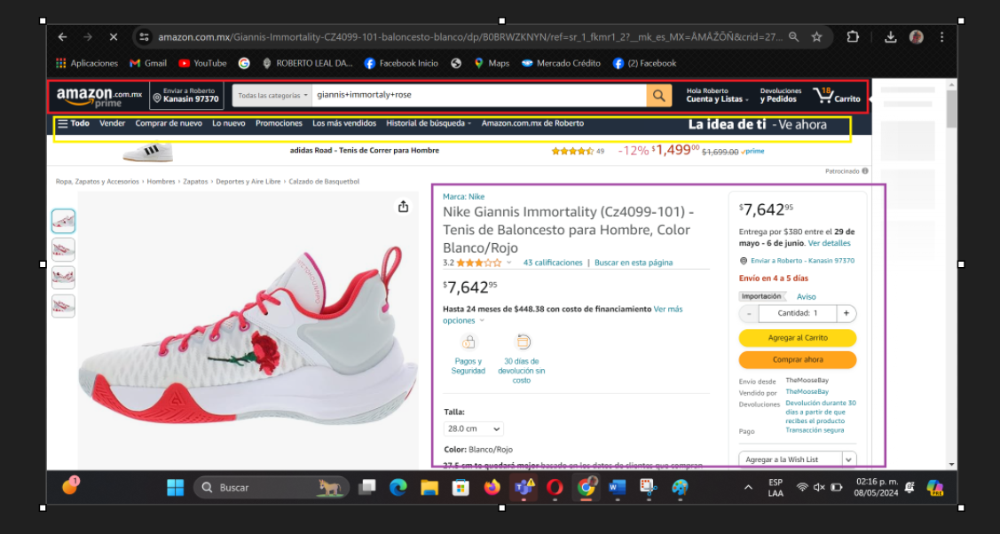 amazon.com.mx/Giannis-Immortality-CZ4099-101-baloncesto-blanco/dp/B0BRWZKNYN/ref=sr_1_fkmr1_2?__mk_es_MX=ÅMÅŽÕÑ&crid=27...
Aplicaciones Gmail YouTube ROBERTO LEAL DA... Facebook Inicio Maps Mercado Crédito (2) Facebook
amazon.com.mx prime
Enviar a Roberto
Kanasin 97370
Todas las categorías
giannis+immortaly+rose
Hola Roberto
Cuenta y Listas
Devoluciones
y Pedidos
18
Carrito
Todo Vender Comprar de nuevo Lo nuevo Promociones Los más vendidos Historial de búsqueda Amazon.com.mx de Roberto La idea de ti - Ve ahora
adidas Road - Tenis de Correr para Hombre 49 -12% $1,49900 $1,699.00 prime
Patrocinado
Ropa, Zapatos y Accesorios › Hombres › Zapatos › Deportes y Aire Libre › Calzado de Basquetbol
Marca: Nike
Nike Giannis Immortality (Cz4099-101) -
Tenis de Baloncesto para Hombre, Color
Blanco/Rojo
3.2 43 calificaciones | Buscar en esta página
$7,64295
Hasta 24 meses de $448.38 con costo de financiamiento Ver más
opciones
Pagos y
Seguridad
30 días de
devolución sin
costo
Talla:
28.0 cm
Color: Blanco/Rojo
27.5 cm te quedará mejor basado en los datos de clientes que compran
$7,64295
Entrega por $380 entre el 29 de
mayo - 6 de junio. Ver detalles
Enviar a Roberto - Kanasin 97370
Envío en 4 a 5 días
Importación Aviso
- Cantidad: 1 +
Agregar al Carrito
Comprar ahora
Envío desde TheMooseBay
Vendido por TheMooseBay
Devoluciones Devolución durante 30
días a partir de que
recibes el producto
Pago Transacción segura
Agregar a la Wish List
1
Buscar
ESP
LAA
02:16 p. m.
08/05/2024
PRE